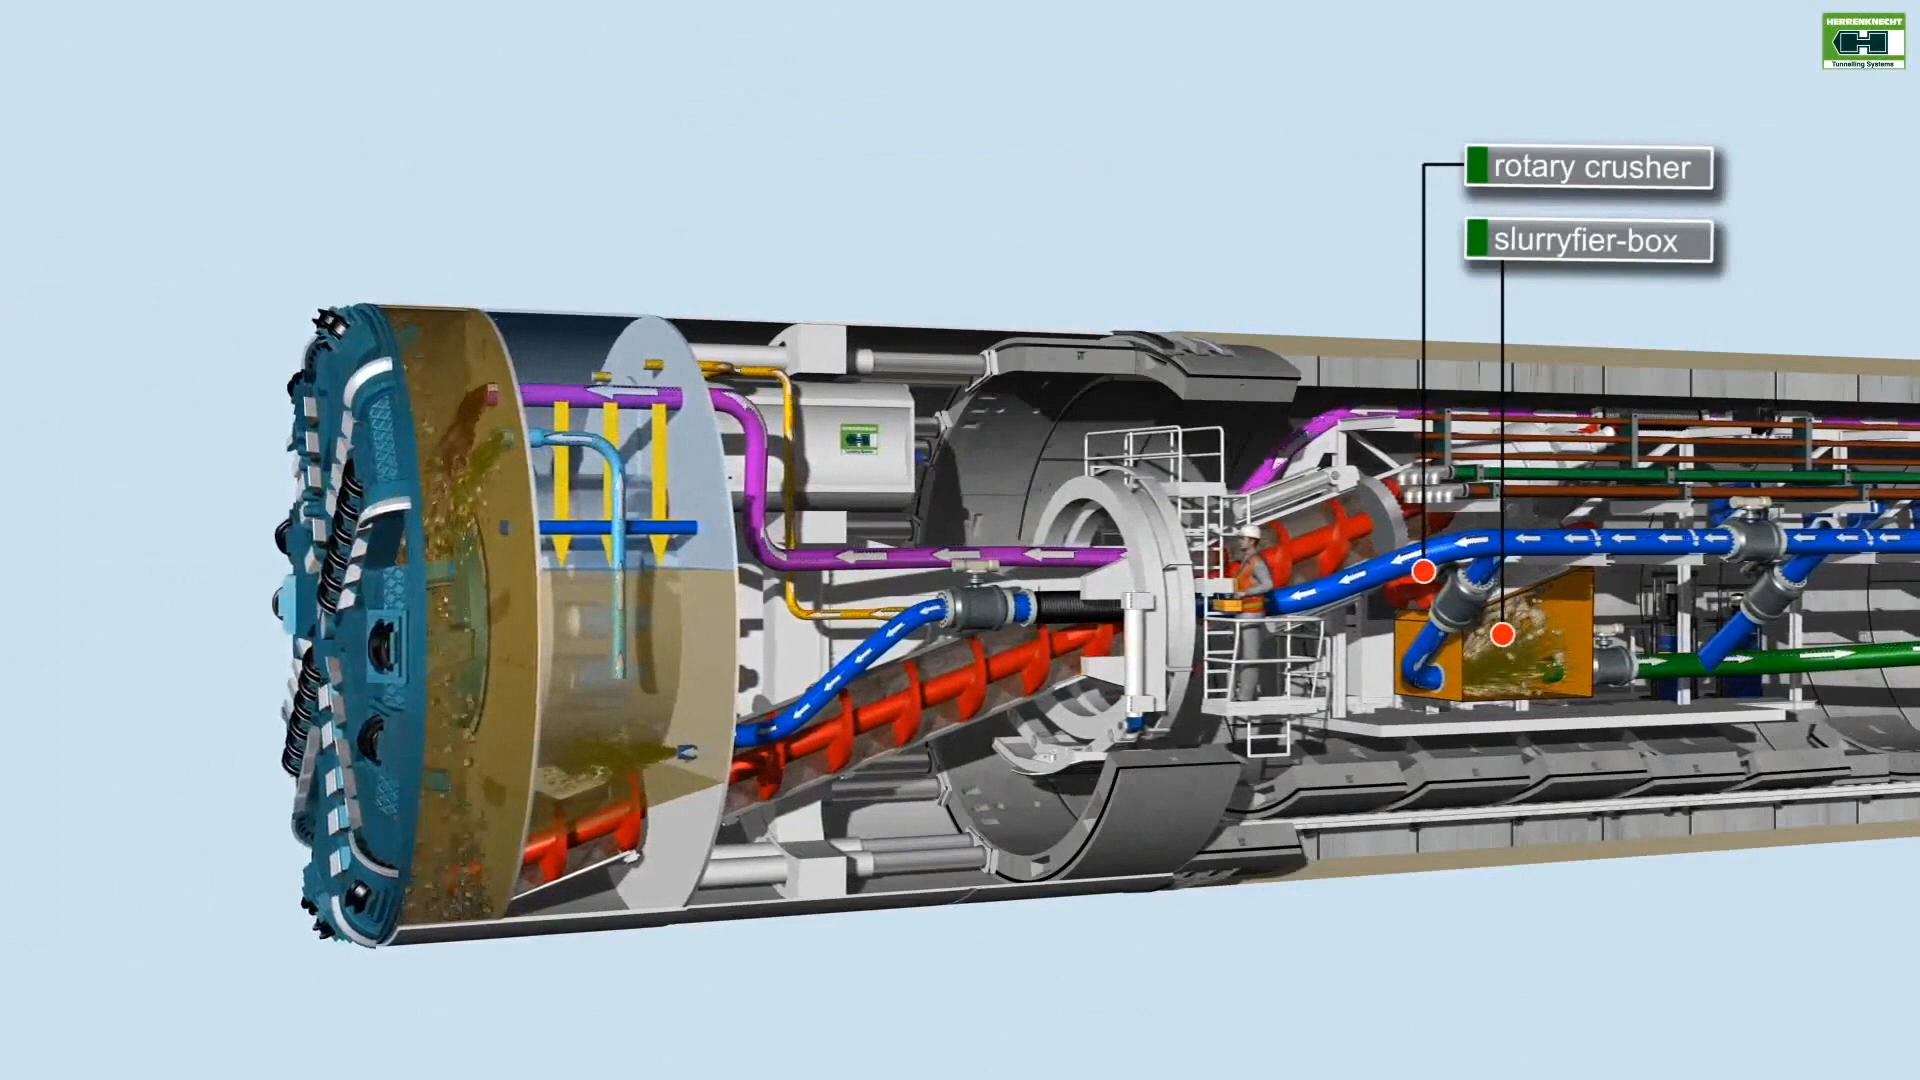 HERRENKNECHT
Tunnelling Systems
rotary crusher
slurryfier-box